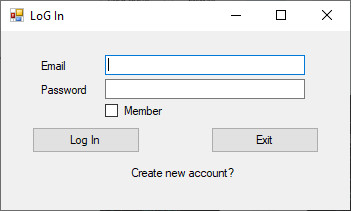 LoG In
Email
Password
Member
Log In Exit
Create new account?